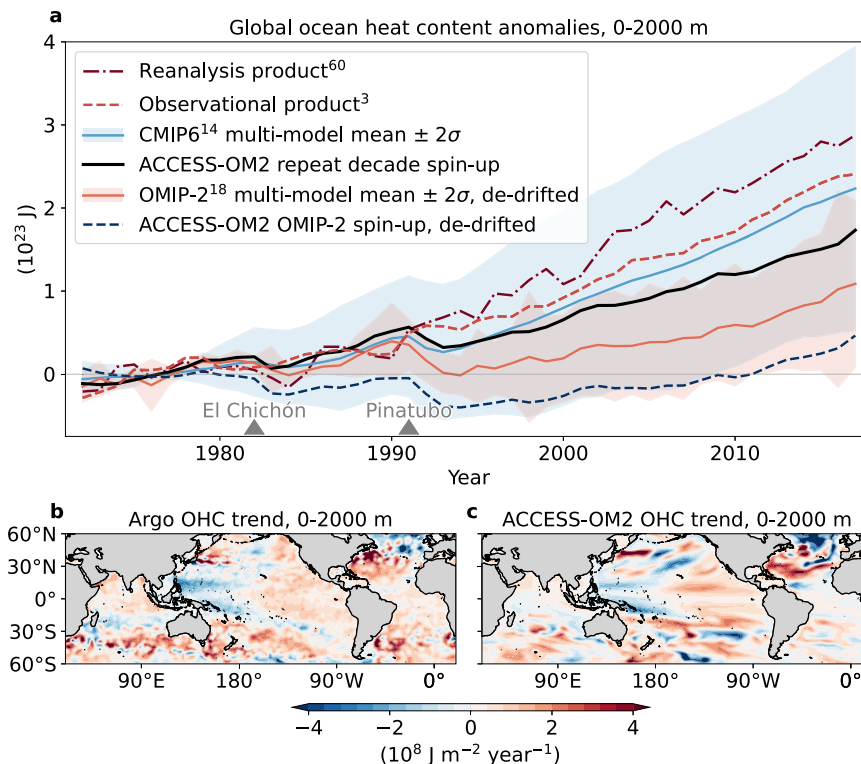 a
Global ocean heat content anomalies, 0-2000 m
4
3
2
1
0
(10²³ J)
Reanalysis product⁶⁰
Observational product³
CMIP6¹⁴ multi-model mean ± 2σ
ACCESS-OM2 repeat decade spin-up
OMIP-2¹⁸ multi-model mean ± 2σ, de-drifted
ACCESS-OM2 OMIP-2 spin-up, de-drifted
El Chichón
Pinatubo
1980
1990
2000
2010
Year
b
Argo OHC trend, 0-2000 m
60°N
30°N
0°
30°S
60°S
90°E
180°
90°W
0°
c
ACCESS-OM2 OHC trend, 0-2000 m
90°E
180°
90°W
0°
−4
−2
0
2
4
(10⁸ J m⁻² year⁻¹)